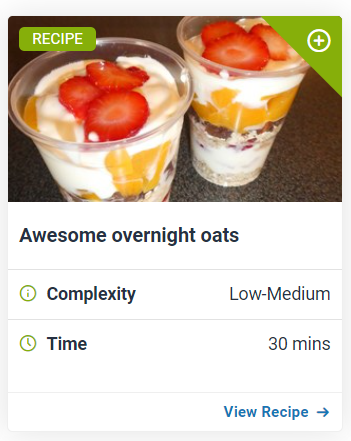 RECIPE
Awesome overnight oats
Complexity Low-Medium
Time 30 mins
View Recipe